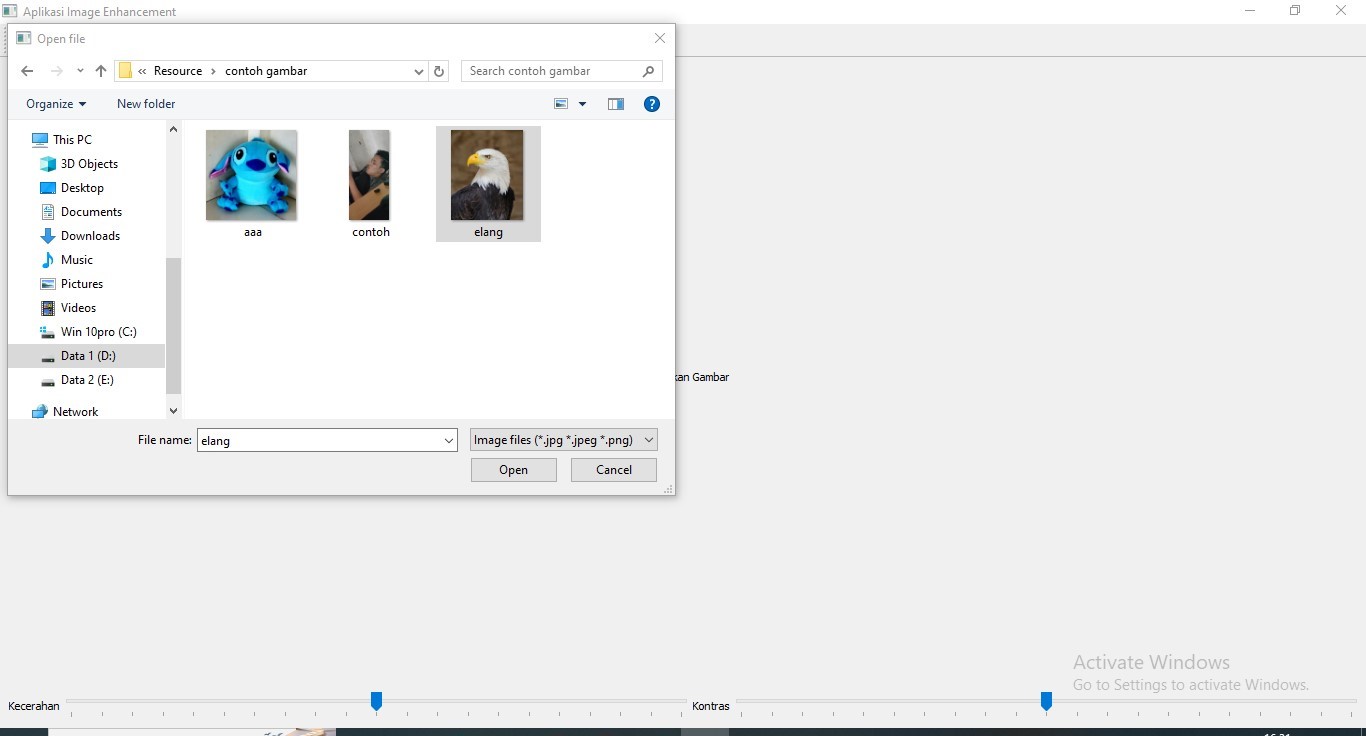 Aplikasi Image Enhancement
Open file
« Resource › contoh gambar
Search contoh gambar
Organize
New folder
?
This PC
3D Objects
Desktop
Documents
Downloads
Music
Pictures
Videos
Win 10pro (C:)
Data 1 (D:)
Data 2 (E:)
Network
aaa
contoh
elang
kan Gambar
File name: elang
Image files (*.jpg *.jpeg *.png)
Open
Cancel
Activate Windows
Go to Settings to activate Windows.
Kecerahan
Kontras